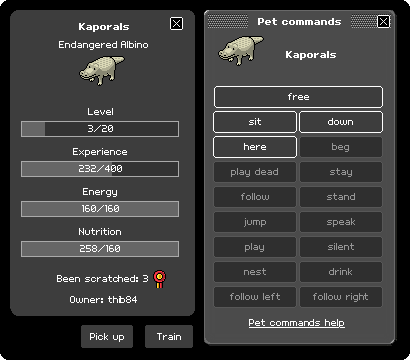 Kaporals
Endangered Albino
Level
3/20
Experience
232/400
Energy
160/160
Nutrition
258/160
Been scratched: 3
Owner: thib84
Pick up
Train
Pet commands
Kaporals
free
sit
down
here
beg
play dead
stay
follow
stand
jump
speak
play
silent
nest
drink
follow left
follow right
Pet commands help